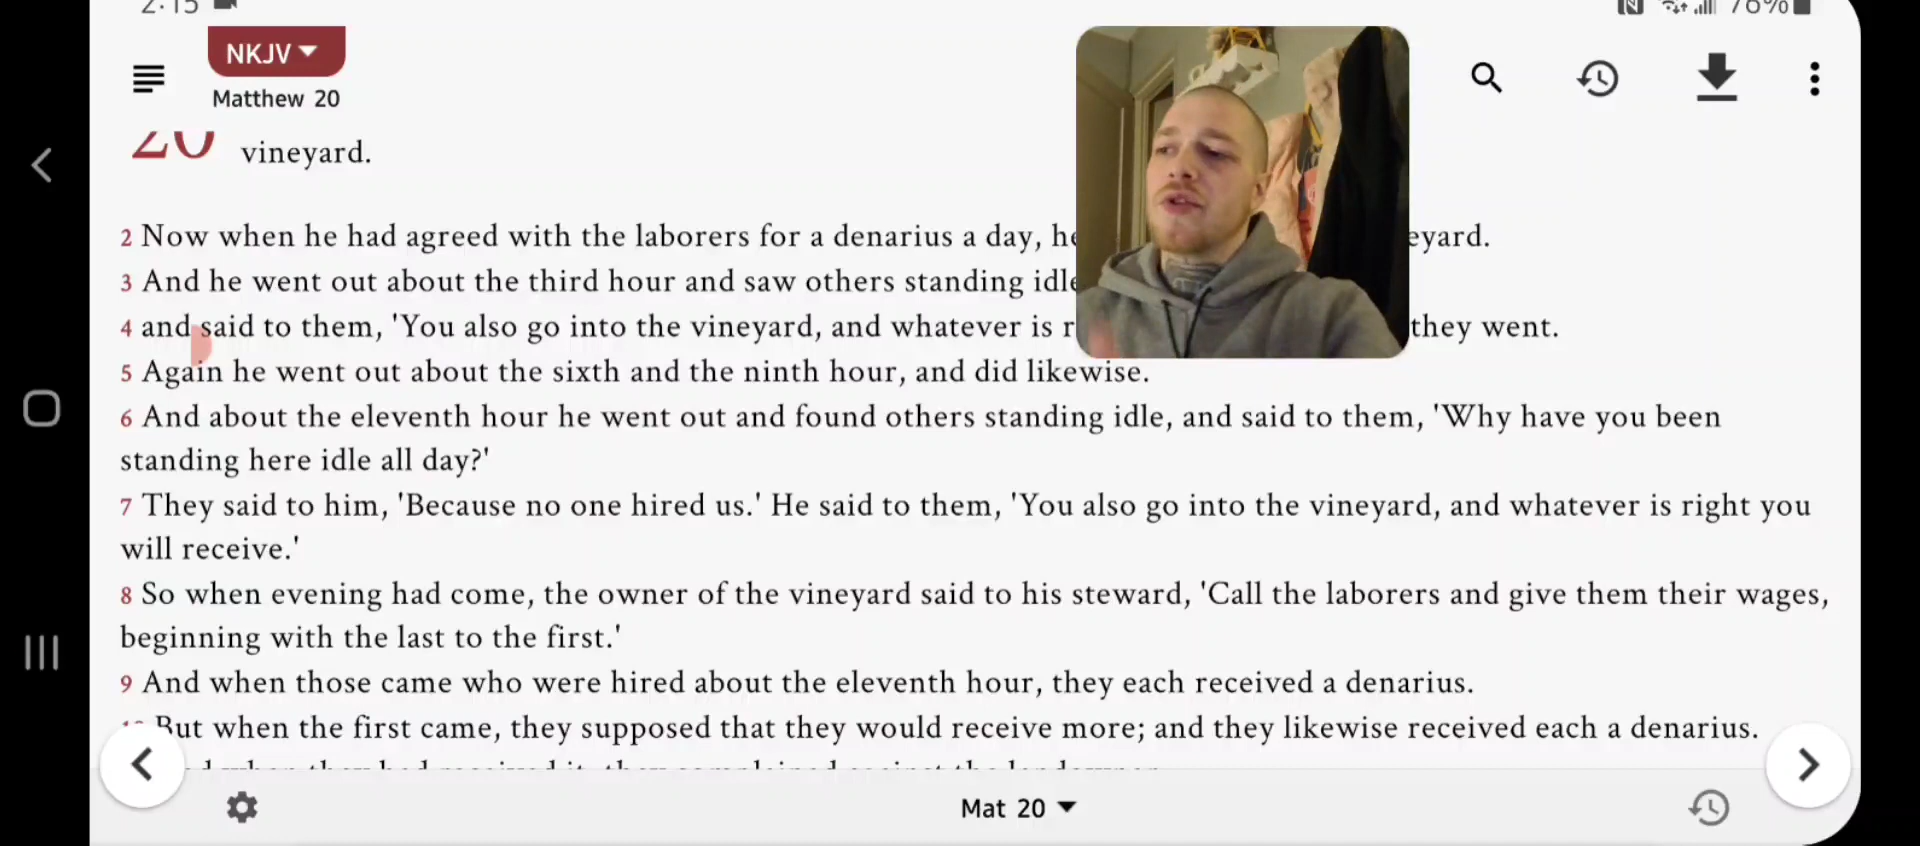 2:15 76%
NKJV
Matthew 20
20 vineyard.
2 Now when he had agreed with the laborers for a denarius a day, he eyard.
3 And he went out about the third hour and saw others standing idle
4 and said to them, 'You also go into the vineyard, and whatever is r they went.
5 Again he went out about the sixth and the ninth hour, and did likewise.
6 And about the eleventh hour he went out and found others standing idle, and said to them, 'Why have you been
standing here idle all day?'
7 They said to him, 'Because no one hired us.' He said to them, 'You also go into the vineyard, and whatever is right you
will receive.'
8 So when evening had come, the owner of the vineyard said to his steward, 'Call the laborers and give them their wages,
beginning with the last to the first.'
9 And when those came who were hired about the eleventh hour, they each received a denarius.
But when the first came, they supposed that they would receive more; and they likewise received each a denarius.
Mat 20